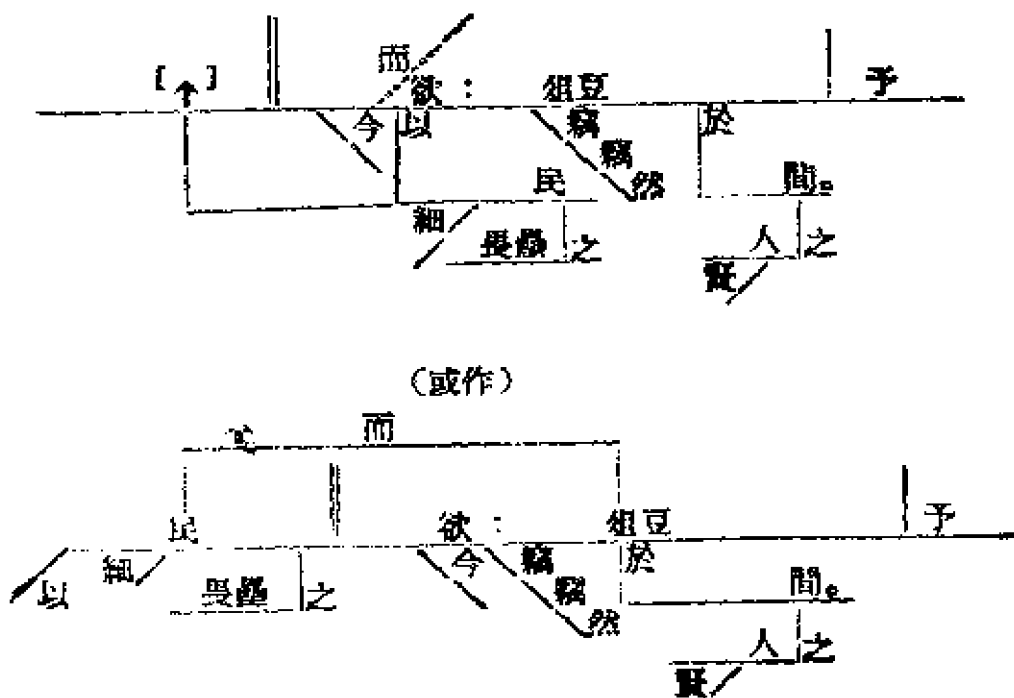 而
[↑] 欲： 俎豆 予
今 以 竊 於
竊
民 然 間。
細
畏壘 之 人 之
賢
（或作）
而
民 欲： 俎豆 予
以 細 今 竊 於
畏壘 之 竊 間。
然
人 之
賢